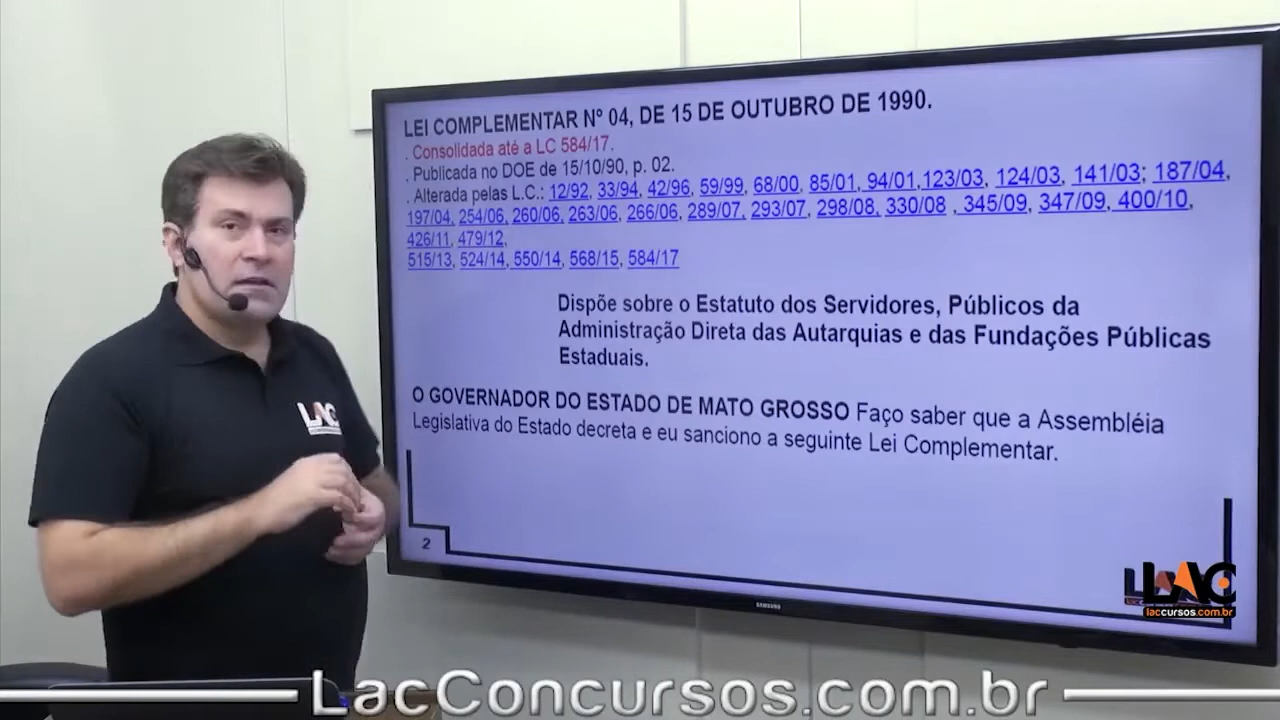 LEI COMPLEMENTAR Nº 04, DE 15 DE OUTUBRO DE 1990.
. Consolidada até a LC 584/17.
. Publicada no DOE de 15/10/90, p. 02.
. Alterada pelas L.C.: 12/92, 33/94, 42/96, 59/99, 68/00, 85/01, 94/01,123/03, 124/03, 141/03; 187/04,
197/04, 254/06, 260/06, 263/06, 266/06, 289/07, 293/07, 298/08, 330/08 , 345/09, 347/09, 400/10,
426/11, 479/12,
515/13, 524/14, 550/14, 568/15, 584/17
Dispõe sobre o Estatuto dos Servidores, Públicos da
Administração Direta das Autarquias e das Fundações Públicas
Estaduais.
O GOVERNADOR DO ESTADO DE MATO GROSSO Faço saber que a Assembléia
Legislativa do Estado decreta e eu sanciono a seguinte Lei Complementar.
2
LAC
LAC
laccursos.com.br
SAMSUNG
LacConcursos.com.br